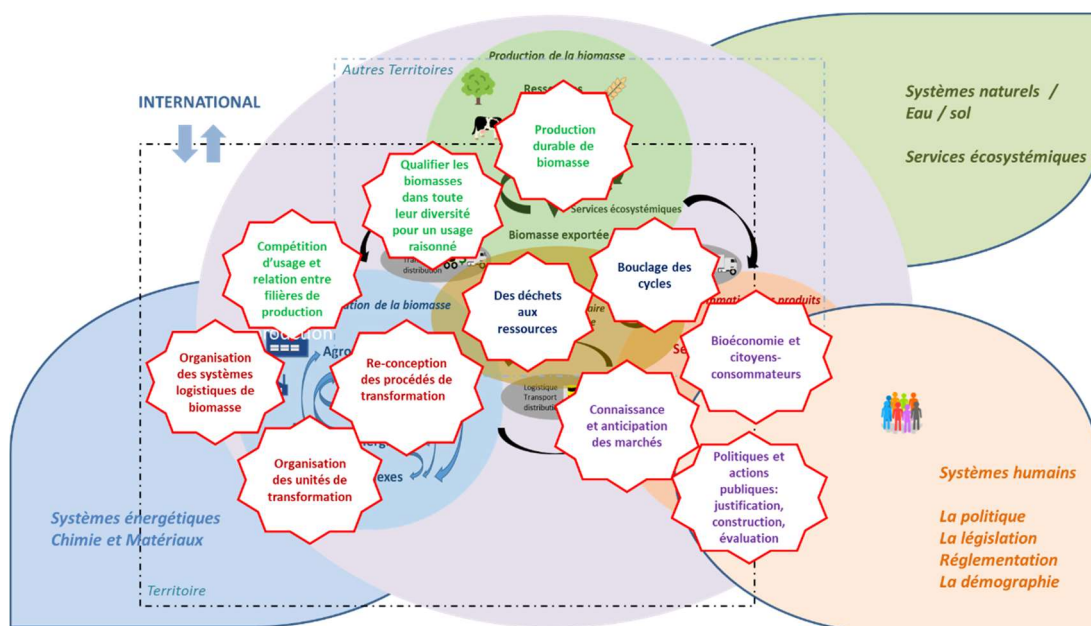 Production de la biomasse
Autres Territoires
INTERNATIONAL
Systèmes naturels /
Eau / sol
Services écosystémiques
Production
durable de
biomasse
Qualifier les
biomasses
dans toute
leur diversité
pour un usage
raisonné
Services écosystémiques
Biomasse exportée
distribution
Compétition
d'usage et
relation entre
filières de
production
Des déchets
aux
ressources
Bouclage des
cycles
de la biomasse
produits
Bioéconomie et
citoyens-
consommateurs
Organisation
des systèmes
logistiques de
biomasse
Re-conception
des procédés de
transformation
Logistique
Transport
Connaissance
et anticipation
des marchés
Organisation
des unités de
transformation
Politiques et
actions
publiques:
justification,
construction,
évaluation
Systèmes énergétiques
Chimie et Matériaux
Territoire
Systèmes humains
La politique
La législation
Réglementation
La démographie